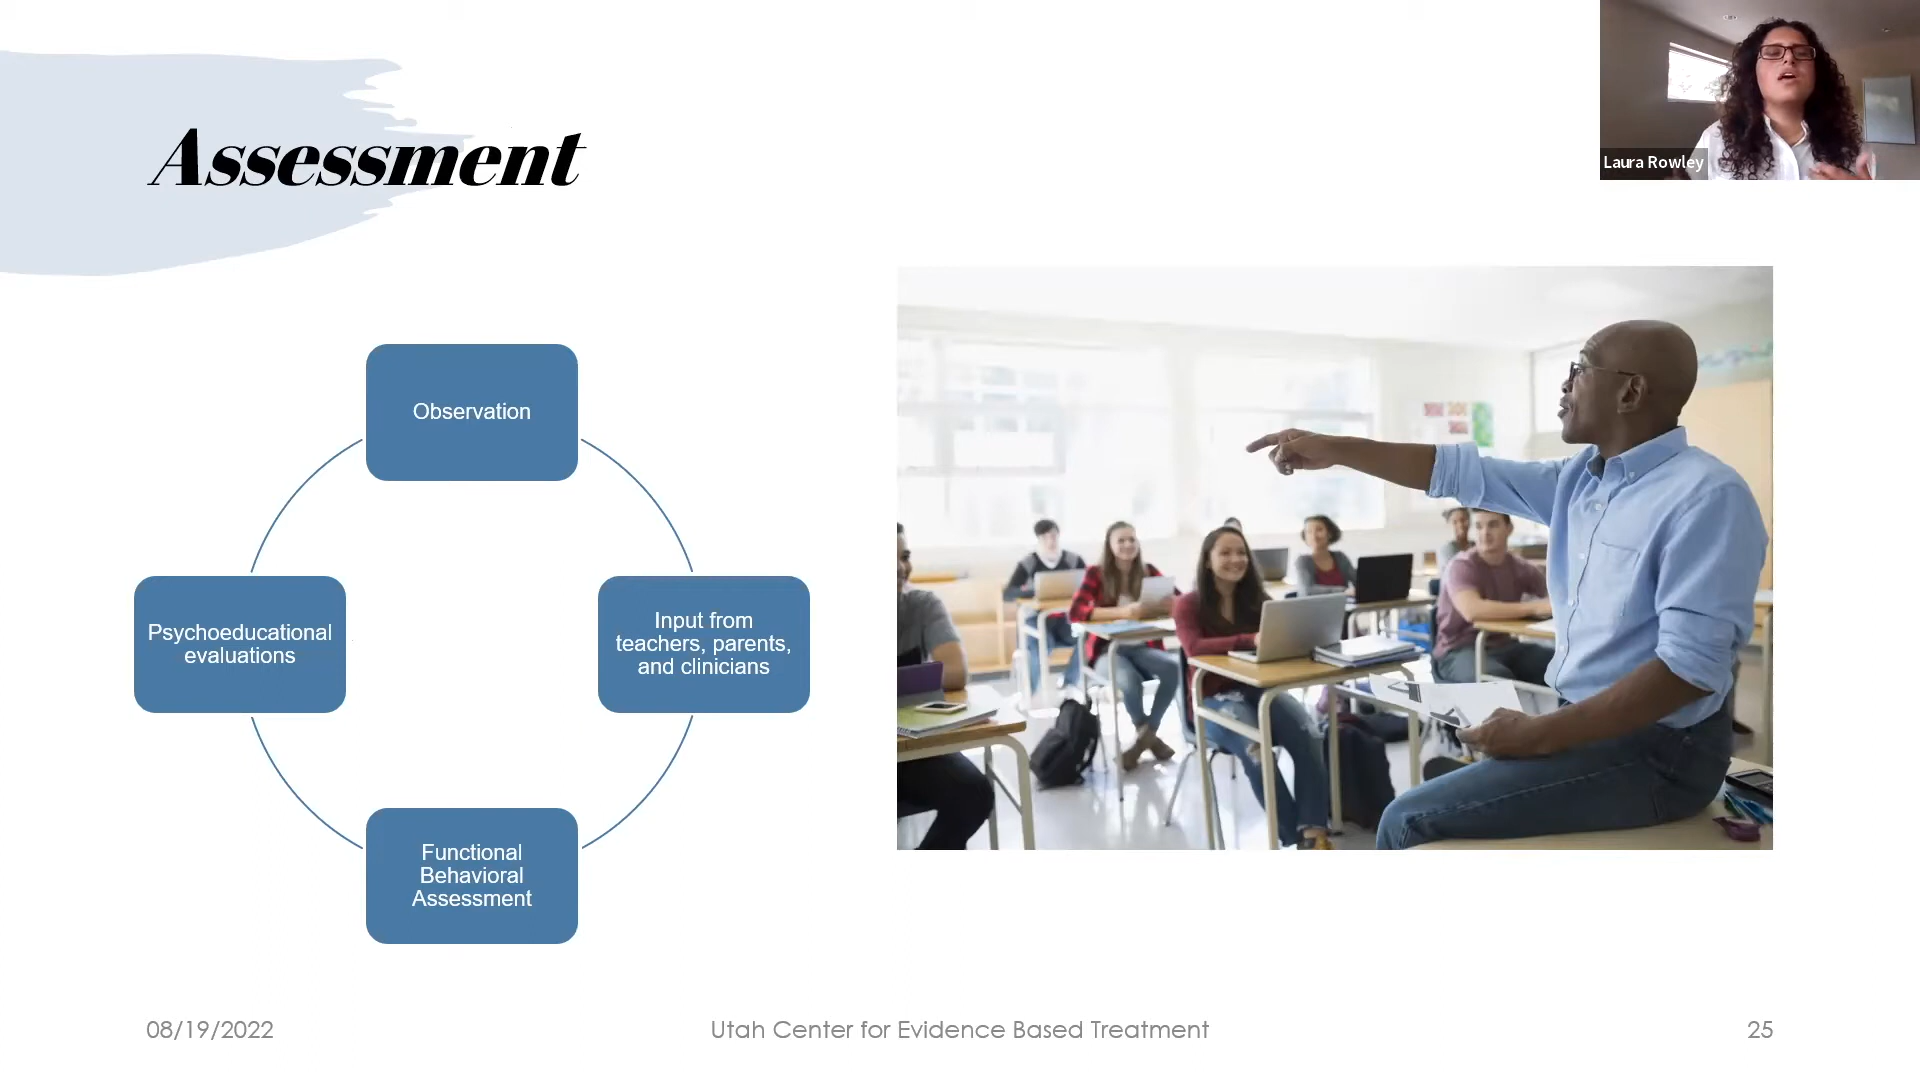 Assessment
Laura Rowley
Observation
Psychoeducational
evaluations
Input from
teachers, parents,
and clinicians
Functional
Behavioral
Assessment
08/19/2022
Utah Center for Evidence Based Treatment
25